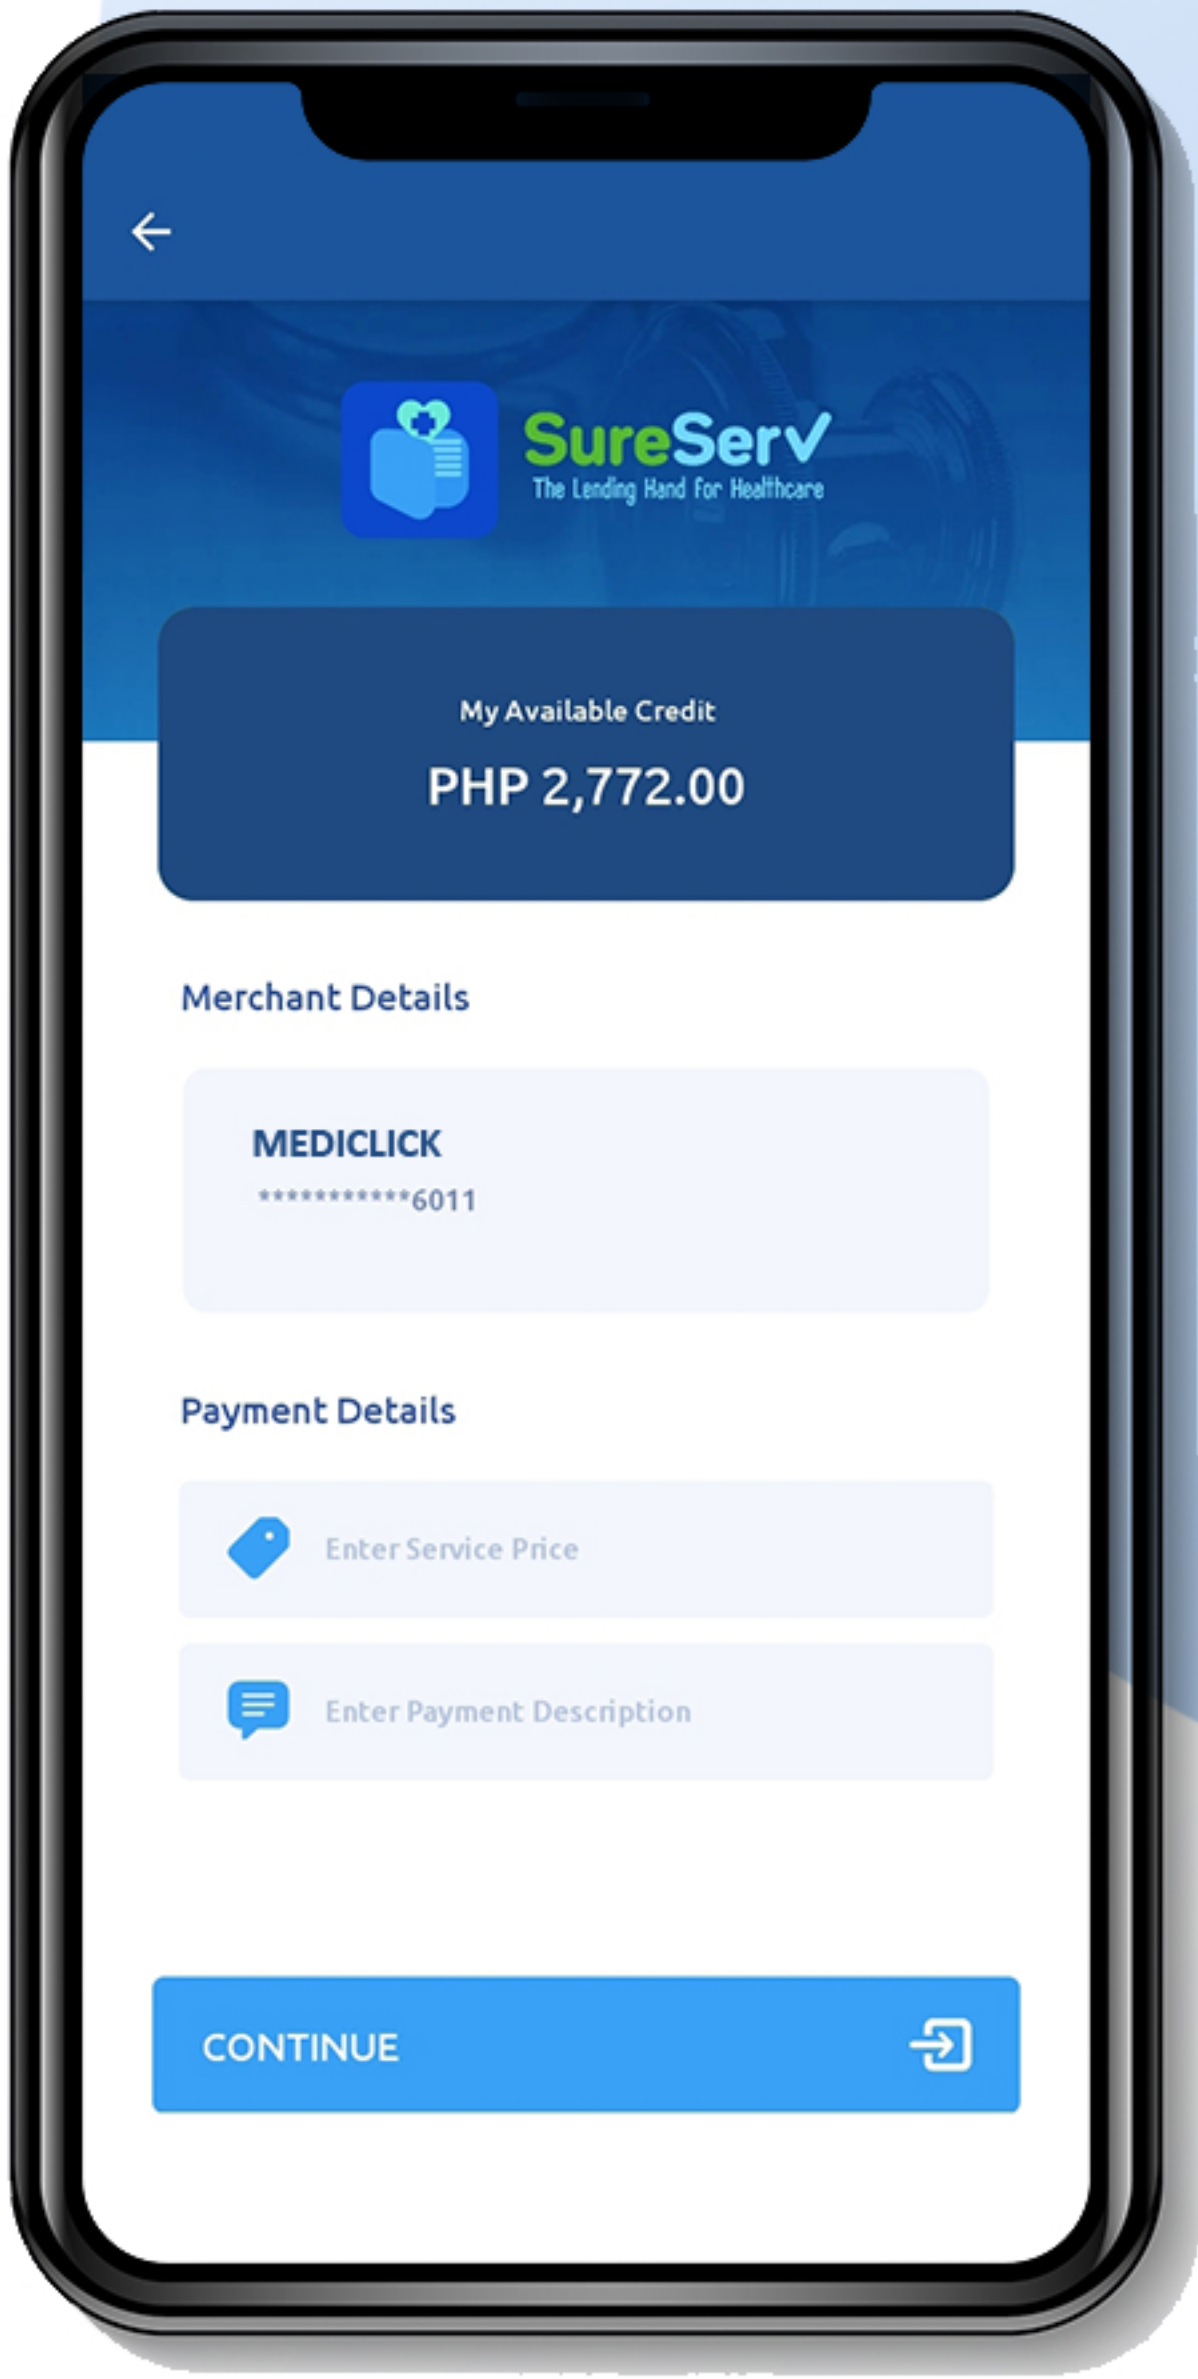 SureServ
The Lending Hand for Healthcare
My Available Credit
PHP 2,772.00
Merchant Details
MEDICLICK
***********6011
Payment Details
Enter Service Price
Enter Payment Description
CONTINUE